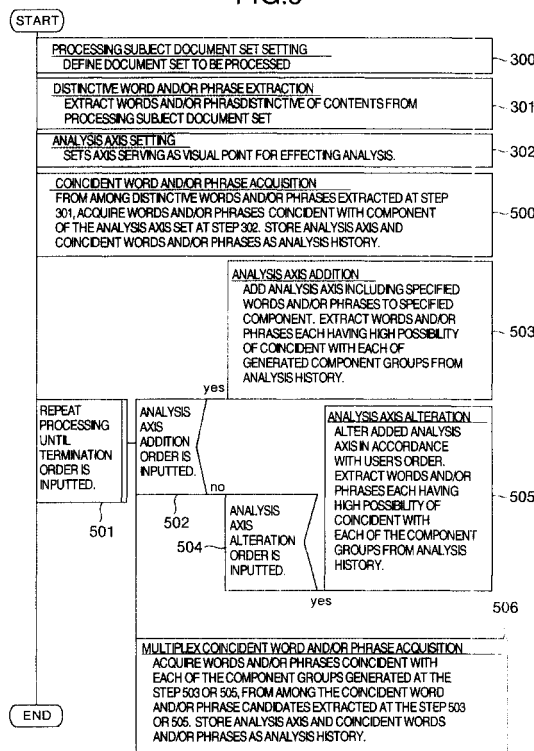 START
PROCESSING SUBJECT DOCUMENT SET SETTING
DEFINE DOCUMENT SET TO BE PROCESSED
300
DISTINCTIVE WORD AND/OR PHRASE EXTRACTION
EXTRACT WORDS AND/OR PHRASDISTINCTIVE OF CONTENTS FROM
PROCESSING SUBJECT DOCUMENT SET
301
ANALYSIS AXIS SETTING
SETS AXIS SERVING AS VISUAL POINT FOR EFFECTING ANALYSIS.
302
COINCIDENT WORD AND/OR PHRASE ACQUISITION
FROM AMONG DISTINCTIVE WORDS AND/OR PHRASES EXTRACTED AT STEP
301, ACQUIRE WORDS AND/OR PHRASES COINCIDENT WITH COMPONENT
OF THE ANALYSIS AXIS SET AT STEP 302. STORE ANALYSIS AXIS AND
COINCIDENT WORDS AND/OR PHRASES AS ANALYSIS HISTORY.
500
ANALYSIS AXIS ADDITION
ADD ANALYSIS AXIS INCLUDING SPECIFIED
WORDS AND/OR PHRASES TO SPECIFIED
COMPONENT. EXTRACT WORDS AND/OR
PHRASES EACH HAVING HIGH POSSIBILITY
OF COINCIDENT WITH EACH OF
GENERATED COMPONENT GROUPS FROM
ANALYSIS HISTORY.
503
yes
REPEAT
PROCESSING
UNTIL
TERMINATION
ORDER IS
INPUTTED.
501
ANALYSIS
AXIS
ADDITION
ORDER IS
INPUTTED.
502
no
ANALYSIS
AXIS
ALTERATION
ORDER IS
INPUTTED.
504
yes
ANALYSIS AXIS ALTERATION
ALTER ADDED ANALYSIS
AXIS IN ACCORDANCE
WITH USER'S ORDER.
EXTRACT WORDS AND/OR
PHRASES EACH HAVING
HIGH POSSIBILITY OF
COINCIDENT WITH
EACH OF THE COMPONENT
GROUPS FROM ANALYSIS
HISTORY.
505
506
MULTIPLEX COINCIDENT WORD AND/OR PHRASE ACQUISITION
ACQUIRE WORDS AND/OR PHRASES COINCIDENT WITH
EACH OF THE COMPONENT GROUPS GENERATED AT THE
STEP 503 OR 505, FROM AMONG THE COINCIDENT WORD
AND/OR PHRASE CANDIDATES EXTRACTED AT THE STEP 503
OR 505. STORE ANALYSIS AXIS AND COINCIDENT WORDS
AND/OR PHRASES AS ANALYSIS HISTORY.
END